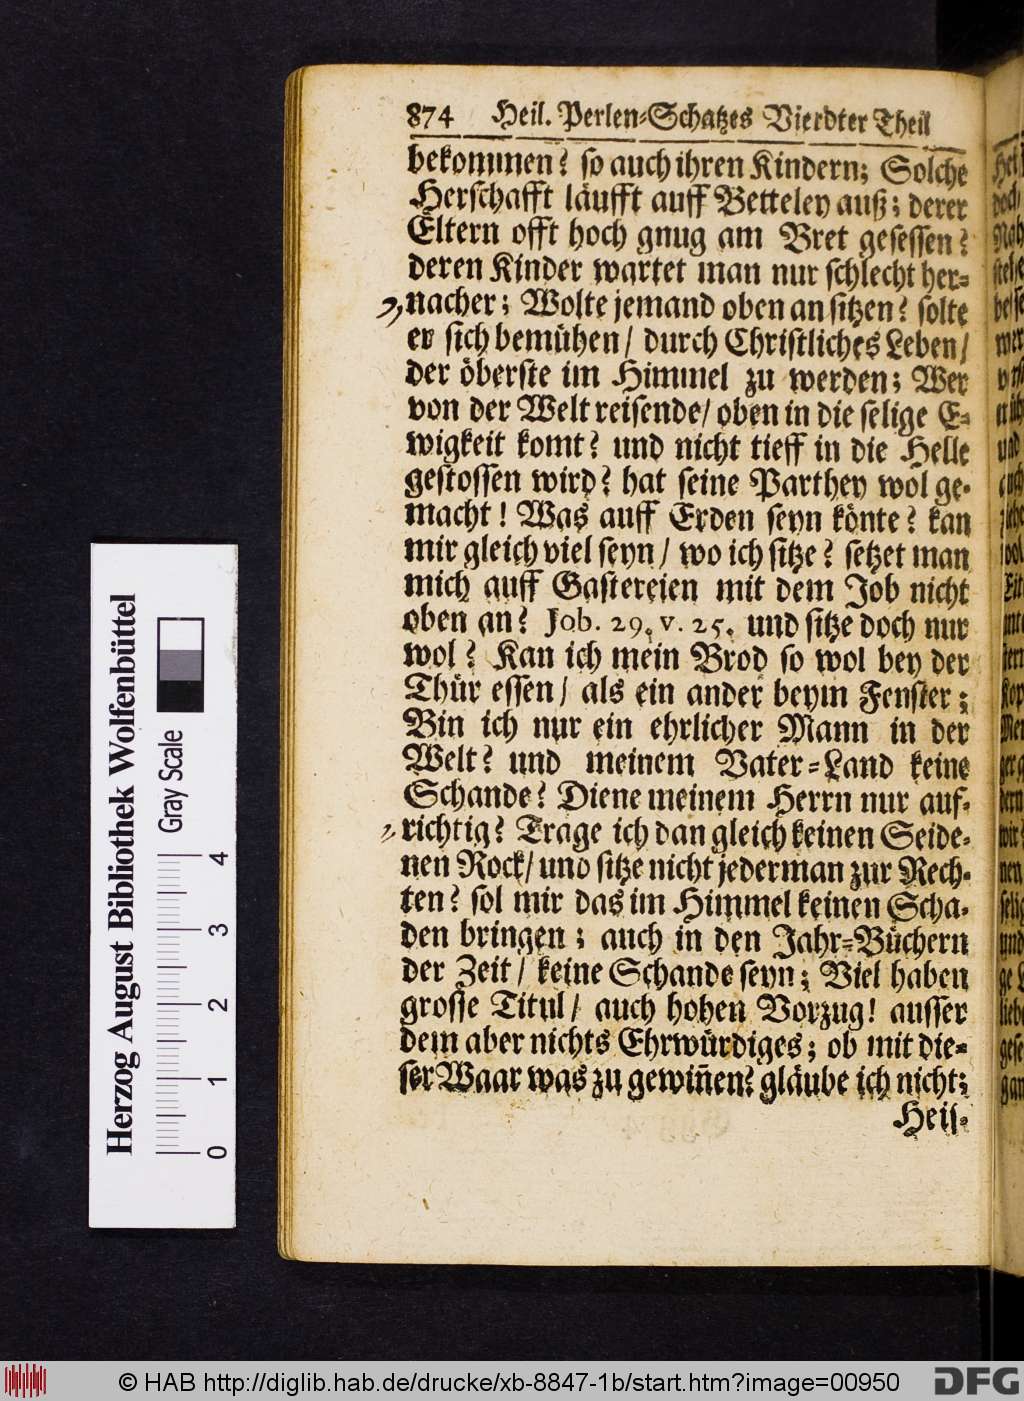 874 Heil. Perlen-Schatzes Vierdter Theil
bekommen? so auch ihren Kindern; Solche
Herschafft läufft auff Betteley auß; derer
Eltern offt hoch gnug am Bret gesessen?
deren Kinder wartet man nur schlecht her-
nacher; Wolte jemand oben an sitzen? solte
er sich bemühen / durch Christliches Leben /
der öberste im Himmel zu werden; Wer
von der Welt reisende / oben in die selige E-
wigkeit komt? und nicht tieff in die Helle
gestossen wird? hat seine Parthey wol ge-
macht! Was auff Erden seyn könte? kan
mir gleich viel seyn / wo ich sitze? setzet man
mich auff Gastereien mit dem Job nicht
oben an? Job. 29. v. 25. und sitze doch nur
wol? Kan ich mein Brod so wol bey der
Thür essen / als ein ander beym Fenster;
Bin ich nur ein ehrlicher Mann in der
Welt? und meinem Vater-Land keine
Schande? Diene meinem Herrn nur auf-
richtig? Trage ich dan gleich keinen Seide-
nen Rock / und sitze nicht jederman zur Rech-
ten? sol mir das im Himmel keinen Scha-
den bringen; auch in den Jahr-Büchern
der Zeit / keine Schande seyn; Viel haben
grosse Titul / auch hohen Vorzug! ausser
dem aber nichts Ehrwürdiges; ob mit die-
ser Waar was zu gewiñen? gläube ich nicht;
Heis-
Herzog August Bibliothek Wolfenbüttel
Gray Scale
0 1 2 3 4
© HAB http://diglib.hab.de/drucke/xb-8847-1b/start.htm?image=00950
DFG